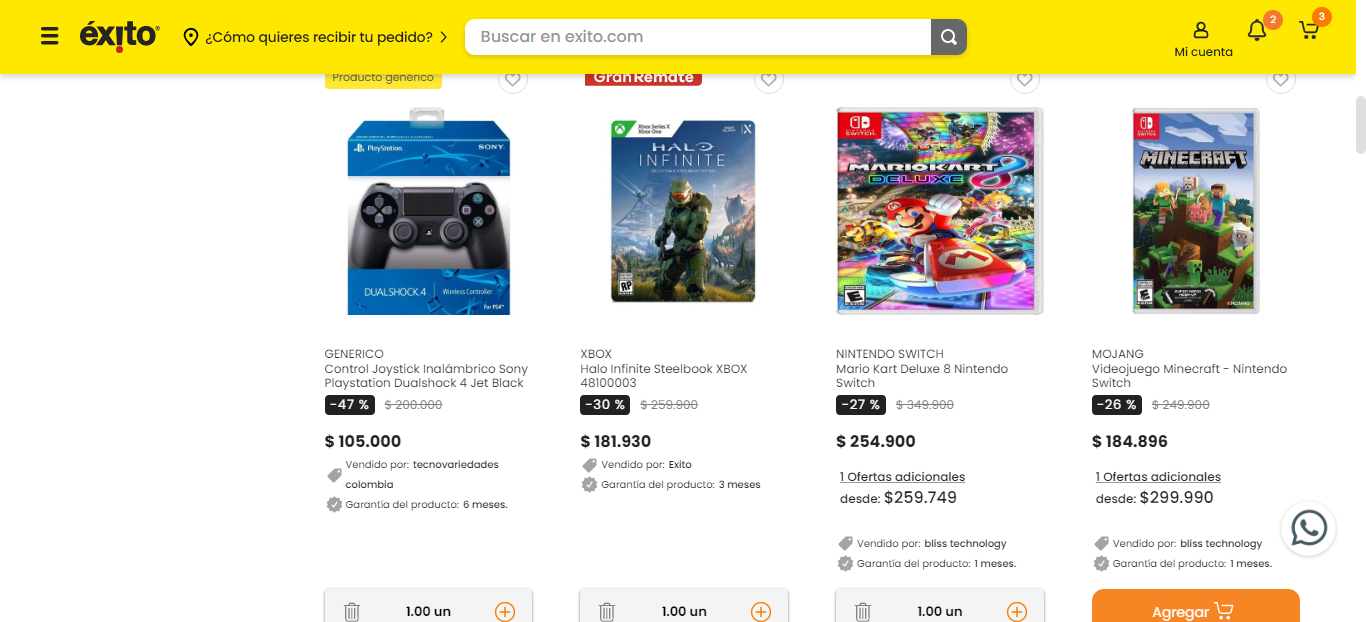 éxito
¿Cómo quieres recibir tu pedido?
Buscar en exito.com
Mi cuenta
2
3
Producto genérico
GranRemate
PlayStation.
SONY
DUALSHOCK 4
Wireless Controller
For PS4™
Xbox Series X
Xbox One
HALO
INFINITE
RP
NINTENDO
SWITCH
MARIOKART 8
DELUXE
E
MINECRAFT
E
MOJANG
GENERICO
Control Joystick Inalámbrico Sony
Playstation Dualshock 4 Jet Black
-47 % $ 200.000
$ 105.000
Vendido por: tecnovariedades
colombia
Garantía del producto: 6 meses.
1.00 un
XBOX
Halo Infinite Steelbook XBOX
48100003
-30 % $ 259.900
$ 181.930
Vendido por: Exito
Garantía del producto: 3 meses
1.00 un
NINTENDO SWITCH
Mario Kart Deluxe 8 Nintendo
Switch
-27 % $ 349.900
$ 254.900
1 Ofertas adicionales
desde: $259.749
Vendido por: bliss technology
Garantía del producto: 1 meses.
1.00 un
MOJANG
Videojuego Minecraft - Nintendo
Switch
-26 % $ 249.900
$ 184.896
1 Ofertas adicionales
desde: $299.990
Vendido por: bliss technology
Garantía del producto: 1 meses.
Agregar